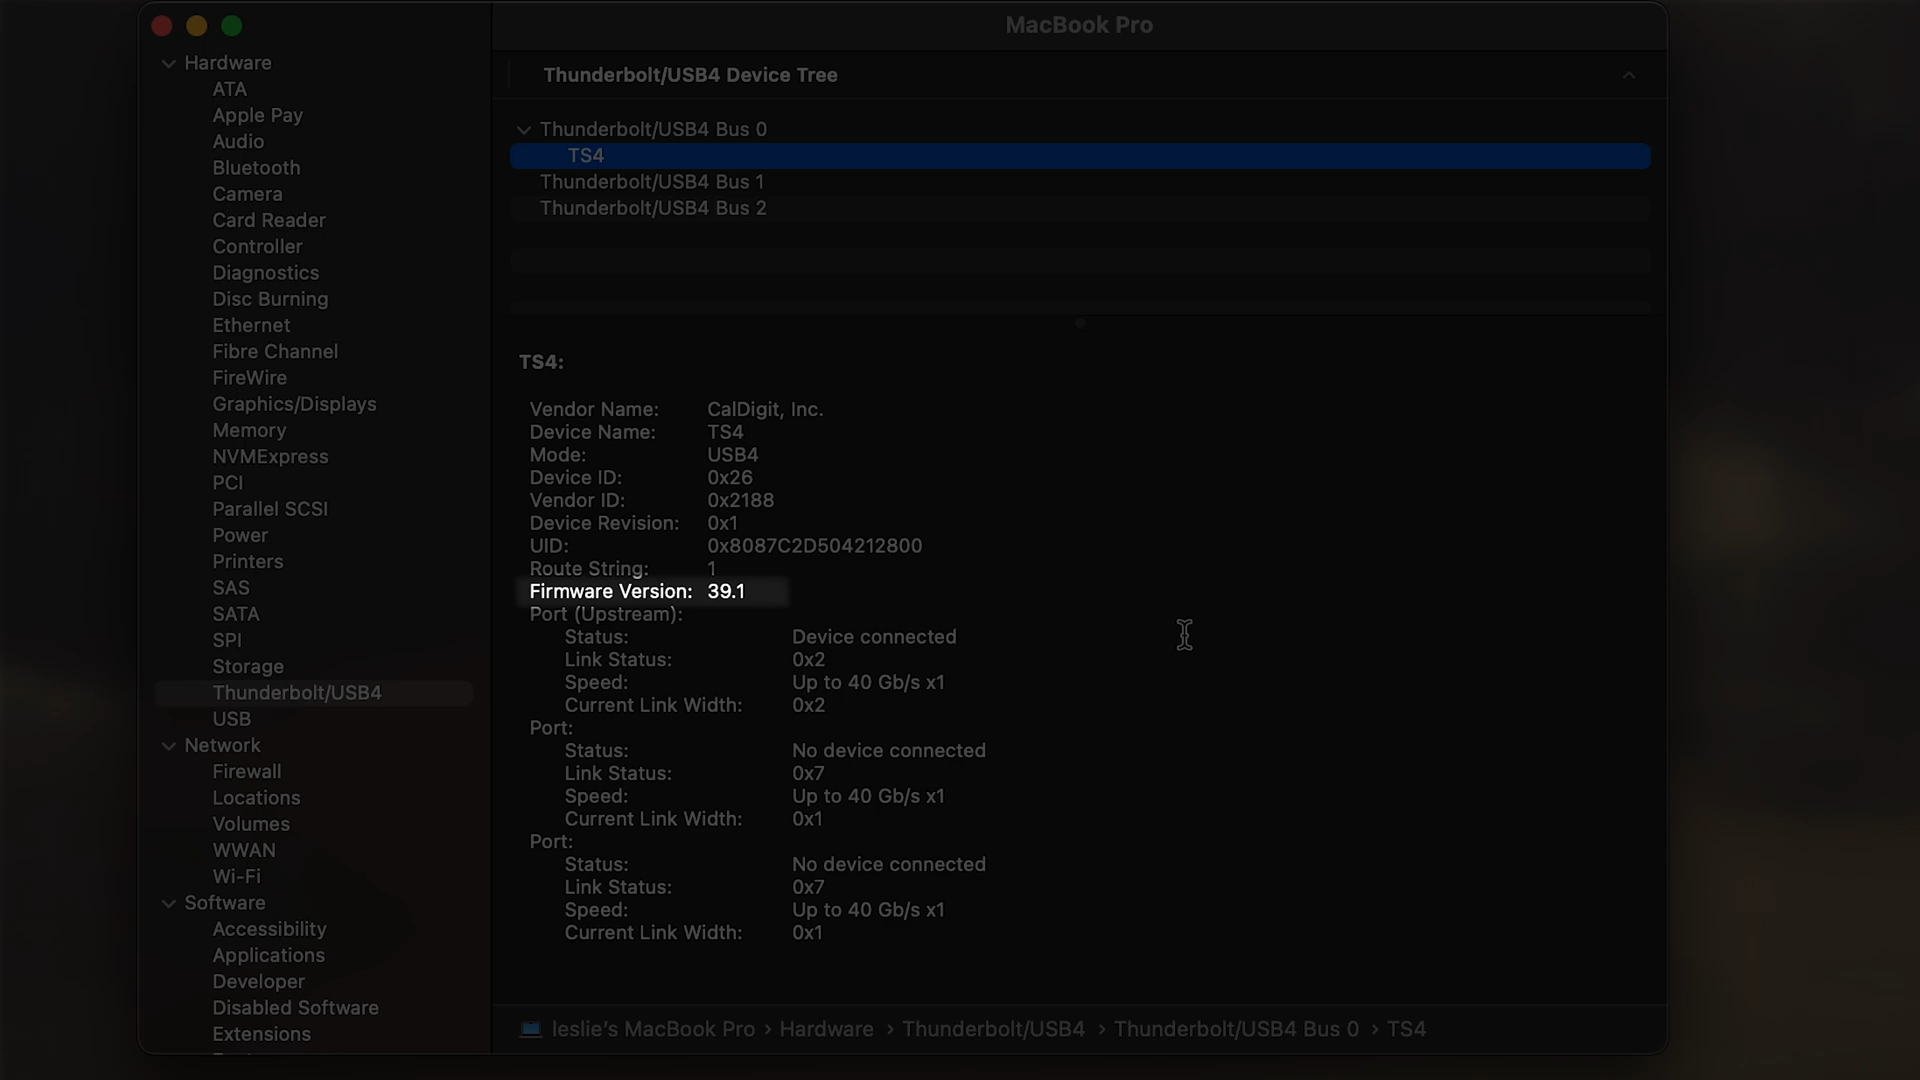 MacBook Pro
Hardware
ATA
Apple Pay
Audio
Bluetooth
Camera
Card Reader
Controller
Diagnostics
Disc Burning
Ethernet
Fibre Channel
FireWire
Graphics/Displays
Memory
NVMExpress
PCI
Parallel SCSI
Power
Printers
SAS
SATA
SPI
Storage
Thunderbolt/USB4
USB
Network
Firewall
Locations
Volumes
WWAN
Wi-Fi
Software
Accessibility
Applications
Developer
Disabled Software
Extensions
Thunderbolt/USB4 Device Tree
Thunderbolt/USB4 Bus 0
TS4
Thunderbolt/USB4 Bus 1
Thunderbolt/USB4 Bus 2
TS4:
Vendor Name: CalDigit, Inc.
Device Name: TS4
Mode: USB4
Device ID: 0x26
Vendor ID: 0x2188
Device Revision: 0x1
UID: 0x8087C2D504212800
Route String: 1
Firmware Version: 39.1
Port (Upstream):
Status: Device connected
Link Status: 0x2
Speed: Up to 40 Gb/s x1
Current Link Width: 0x2
Port:
Status: No device connected
Link Status: 0x7
Speed: Up to 40 Gb/s x1
Current Link Width: 0x1
Port:
Status: No device connected
Link Status: 0x7
Speed: Up to 40 Gb/s x1
Current Link Width: 0x1
leslie's MacBook Pro › Hardware › Thunderbolt/USB4 › Thunderbolt/USB4 Bus 0 › TS4